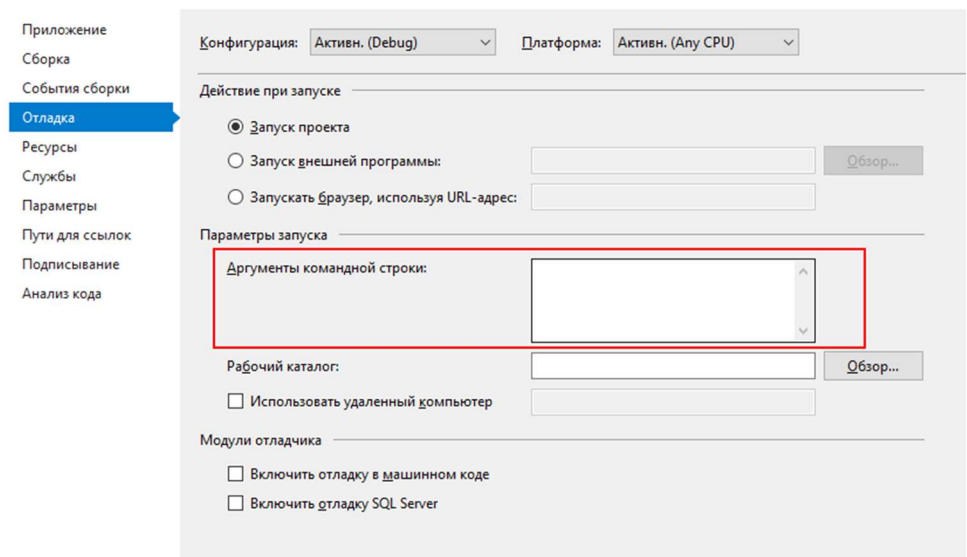 Приложение
Сборка
События сборки
Отладка
Ресурсы
Службы
Параметры
Пути для ссылок
Подписывание
Анализ кода
Конфигурация: Активн. (Debug) Платформа: Активн. (Any CPU)
Действие при запуске
Запуск проекта
Запуск внешней программы: Обзор...
Запускать браузер, используя URL-адрес:
Параметры запуска
Аргументы командной строки:
Рабочий каталог: Обзор...
Использовать удаленный компьютер
Модули отладчика
Включить отладку в машинном коде
Включить отладку SQL Server